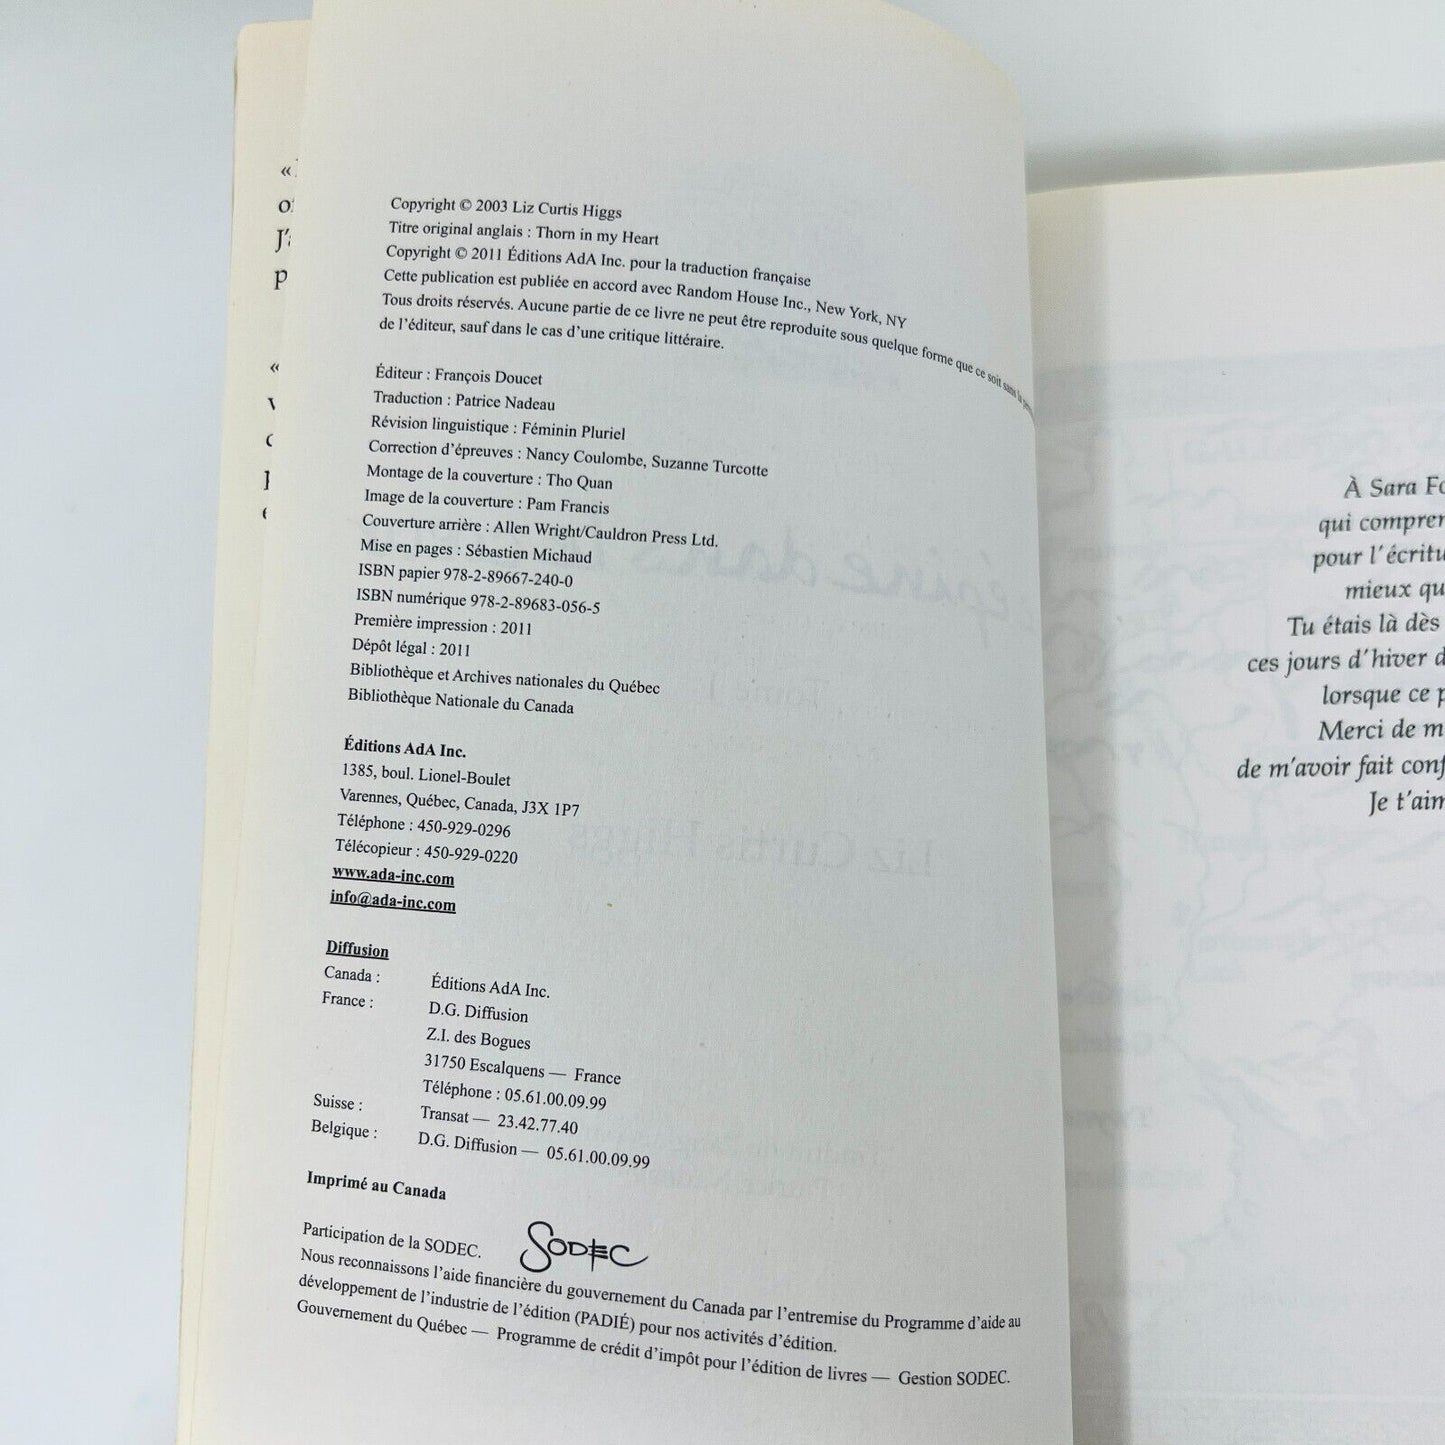 Copyright © 2003 Liz Curtis Higgs
Titre original anglais : Thorn in my Heart
Copyright © 2011 Éditions AdA Inc. pour la traduction française
Cette publication est publiée en accord avec Random House Inc., New York, NY
Tous droits réservés. Aucune partie de ce livre ne peut être reproduite sous quelque forme que ce soit sans la
de l'éditeur, sauf dans le cas d'une critique littéraire.
Éditeur : François Doucet
Traduction : Patrice Nadeau
Révision linguistique : Féminin Pluriel
Correction d'épreuves : Nancy Coulombe, Suzanne Turcotte
Montage de la couverture : Tho Quan
Image de la couverture : Pam Francis
Couverture arrière : Allen Wright/Cauldron Press Ltd.
Mise en pages : Sébastien Michaud
ISBN papier 978-2-89667-240-0
ISBN numérique 978-2-89683-056-5
Première impression : 2011
Dépôt légal : 2011
Bibliothèque et Archives nationales du Québec
Bibliothèque Nationale du Canada
Éditions AdA Inc.
1385, boul. Lionel-Boulet
Varennes, Québec, Canada, J3X 1P7
Téléphone : 450-929-0296
Télécopieur : 450-929-0220
www.ada-inc.com
info@ada-inc.com
Diffusion
Canada : Éditions AdA Inc.
France : D.G. Diffusion
Z.I. des Bogues
31750 Escalquens — France
Téléphone : 05.61.00.09.99
Suisse : Transat — 23.42.77.40
Belgique : D.G. Diffusion — 05.61.00.09.99
Imprimé au Canada
Participation de la SODEC. SODEC
Nous reconnaissons l'aide financière du gouvernement du Canada par l'entremise du Programme d'aide au
développement de l'industrie de l'édition (PADIÉ) pour nos activités d'édition.
Gouvernement du Québec — Programme de crédit d'impôt pour l'édition de livres — Gestion SODEC.
À Sara Fo
qui compren
pour l'écritu
mieux qu
Tu étais là dès
ces jours d'hiver d
lorsque ce p
Merci de m
de m'avoir fait conf
Je t'aim